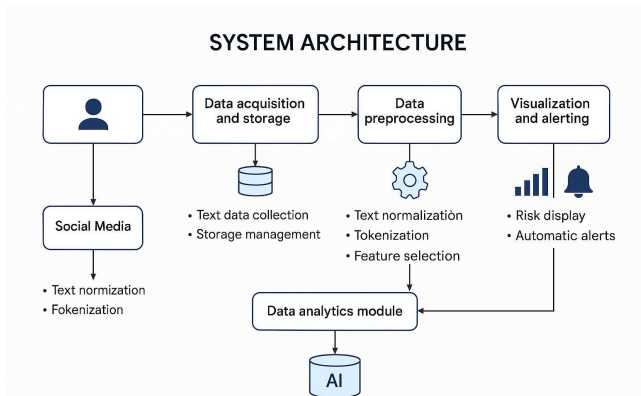 SYSTEM ARCHITECTURE
Data acquisition
and storage
Data
preprocessing
Visualization
and alerting
• Text data collection
• Storage management
• Text normalizatiòn
• Tokenization
• Feature selection
• Risk display
• Automatic alerts
Social Media
• Text normization
• Fokenization
Data analytics module
AI